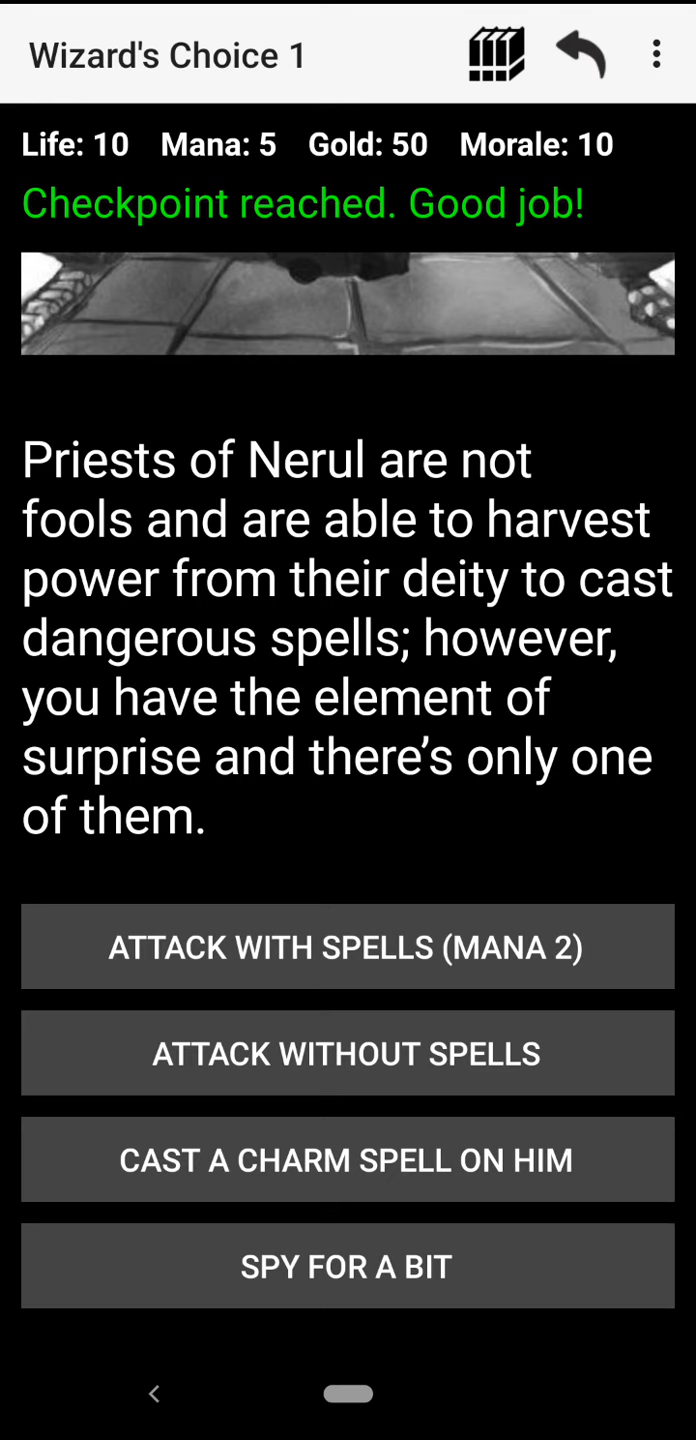 Wizard's Choice 1
Life: 10 Mana: 5 Gold: 50 Morale: 10
Checkpoint reached. Good job!
Priests of Nerul are not
fools and are able to harvest
power from their deity to cast
dangerous spells; however,
you have the element of
surprise and there’s only one
of them.
ATTACK WITH SPELLS (MANA 2)
ATTACK WITHOUT SPELLS
CAST A CHARM SPELL ON HIM
SPY FOR A BIT